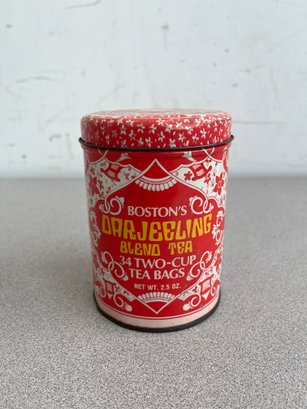 BOSTON'S
DARJEELING
BLEND TEA
34 TWO-CUP
TEA BAGS
NET WT. 2.5 OZ.